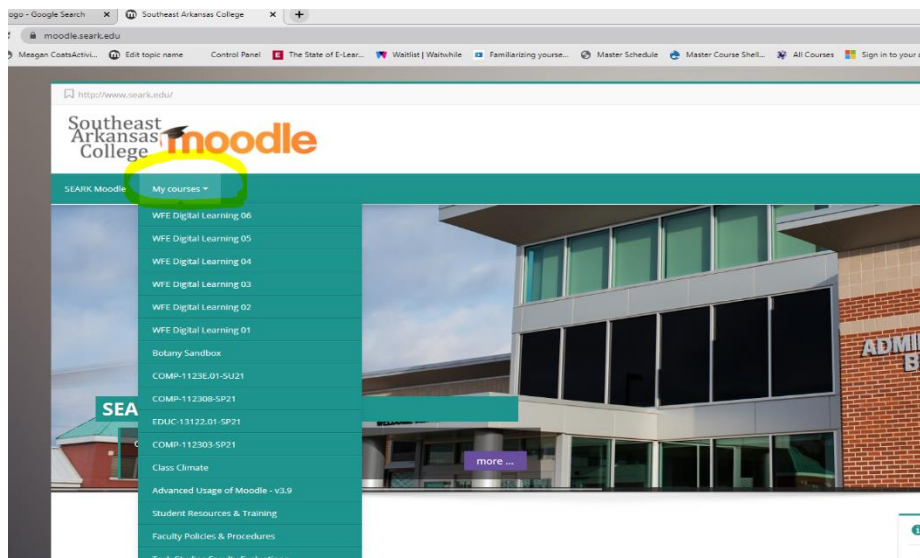 ogo - Google Search
Southeast Arkansas College
moodle.seark.edu
Meagan CoatsActivi...
Edit topic name
Control Panel
The State of E-Lear...
Waitlist | Waitwhile
Familiarizing yourse...
Master Schedule
Master Course Shell...
All Courses
Sign in to your
http://www.seark.edu/
Southeast
Arkansas
College
moodle
SEARK Moodle
My courses
WFE Digital Learning 06
WFE Digital Learning 05
WFE Digital Learning 04
WFE Digital Learning 03
WFE Digital Learning 02
WFE Digital Learning 01
Botany Sandbox
COMP-1123E.01-SU21
COMP-112308-SP21
EDUC-13122.01-SP21
COMP-112303-SP21
Class Climate
Advanced Usage of Moodle - v3.9
Student Resources & Training
Faculty Policies & Procedures
SEA
more ...
ADMI
B